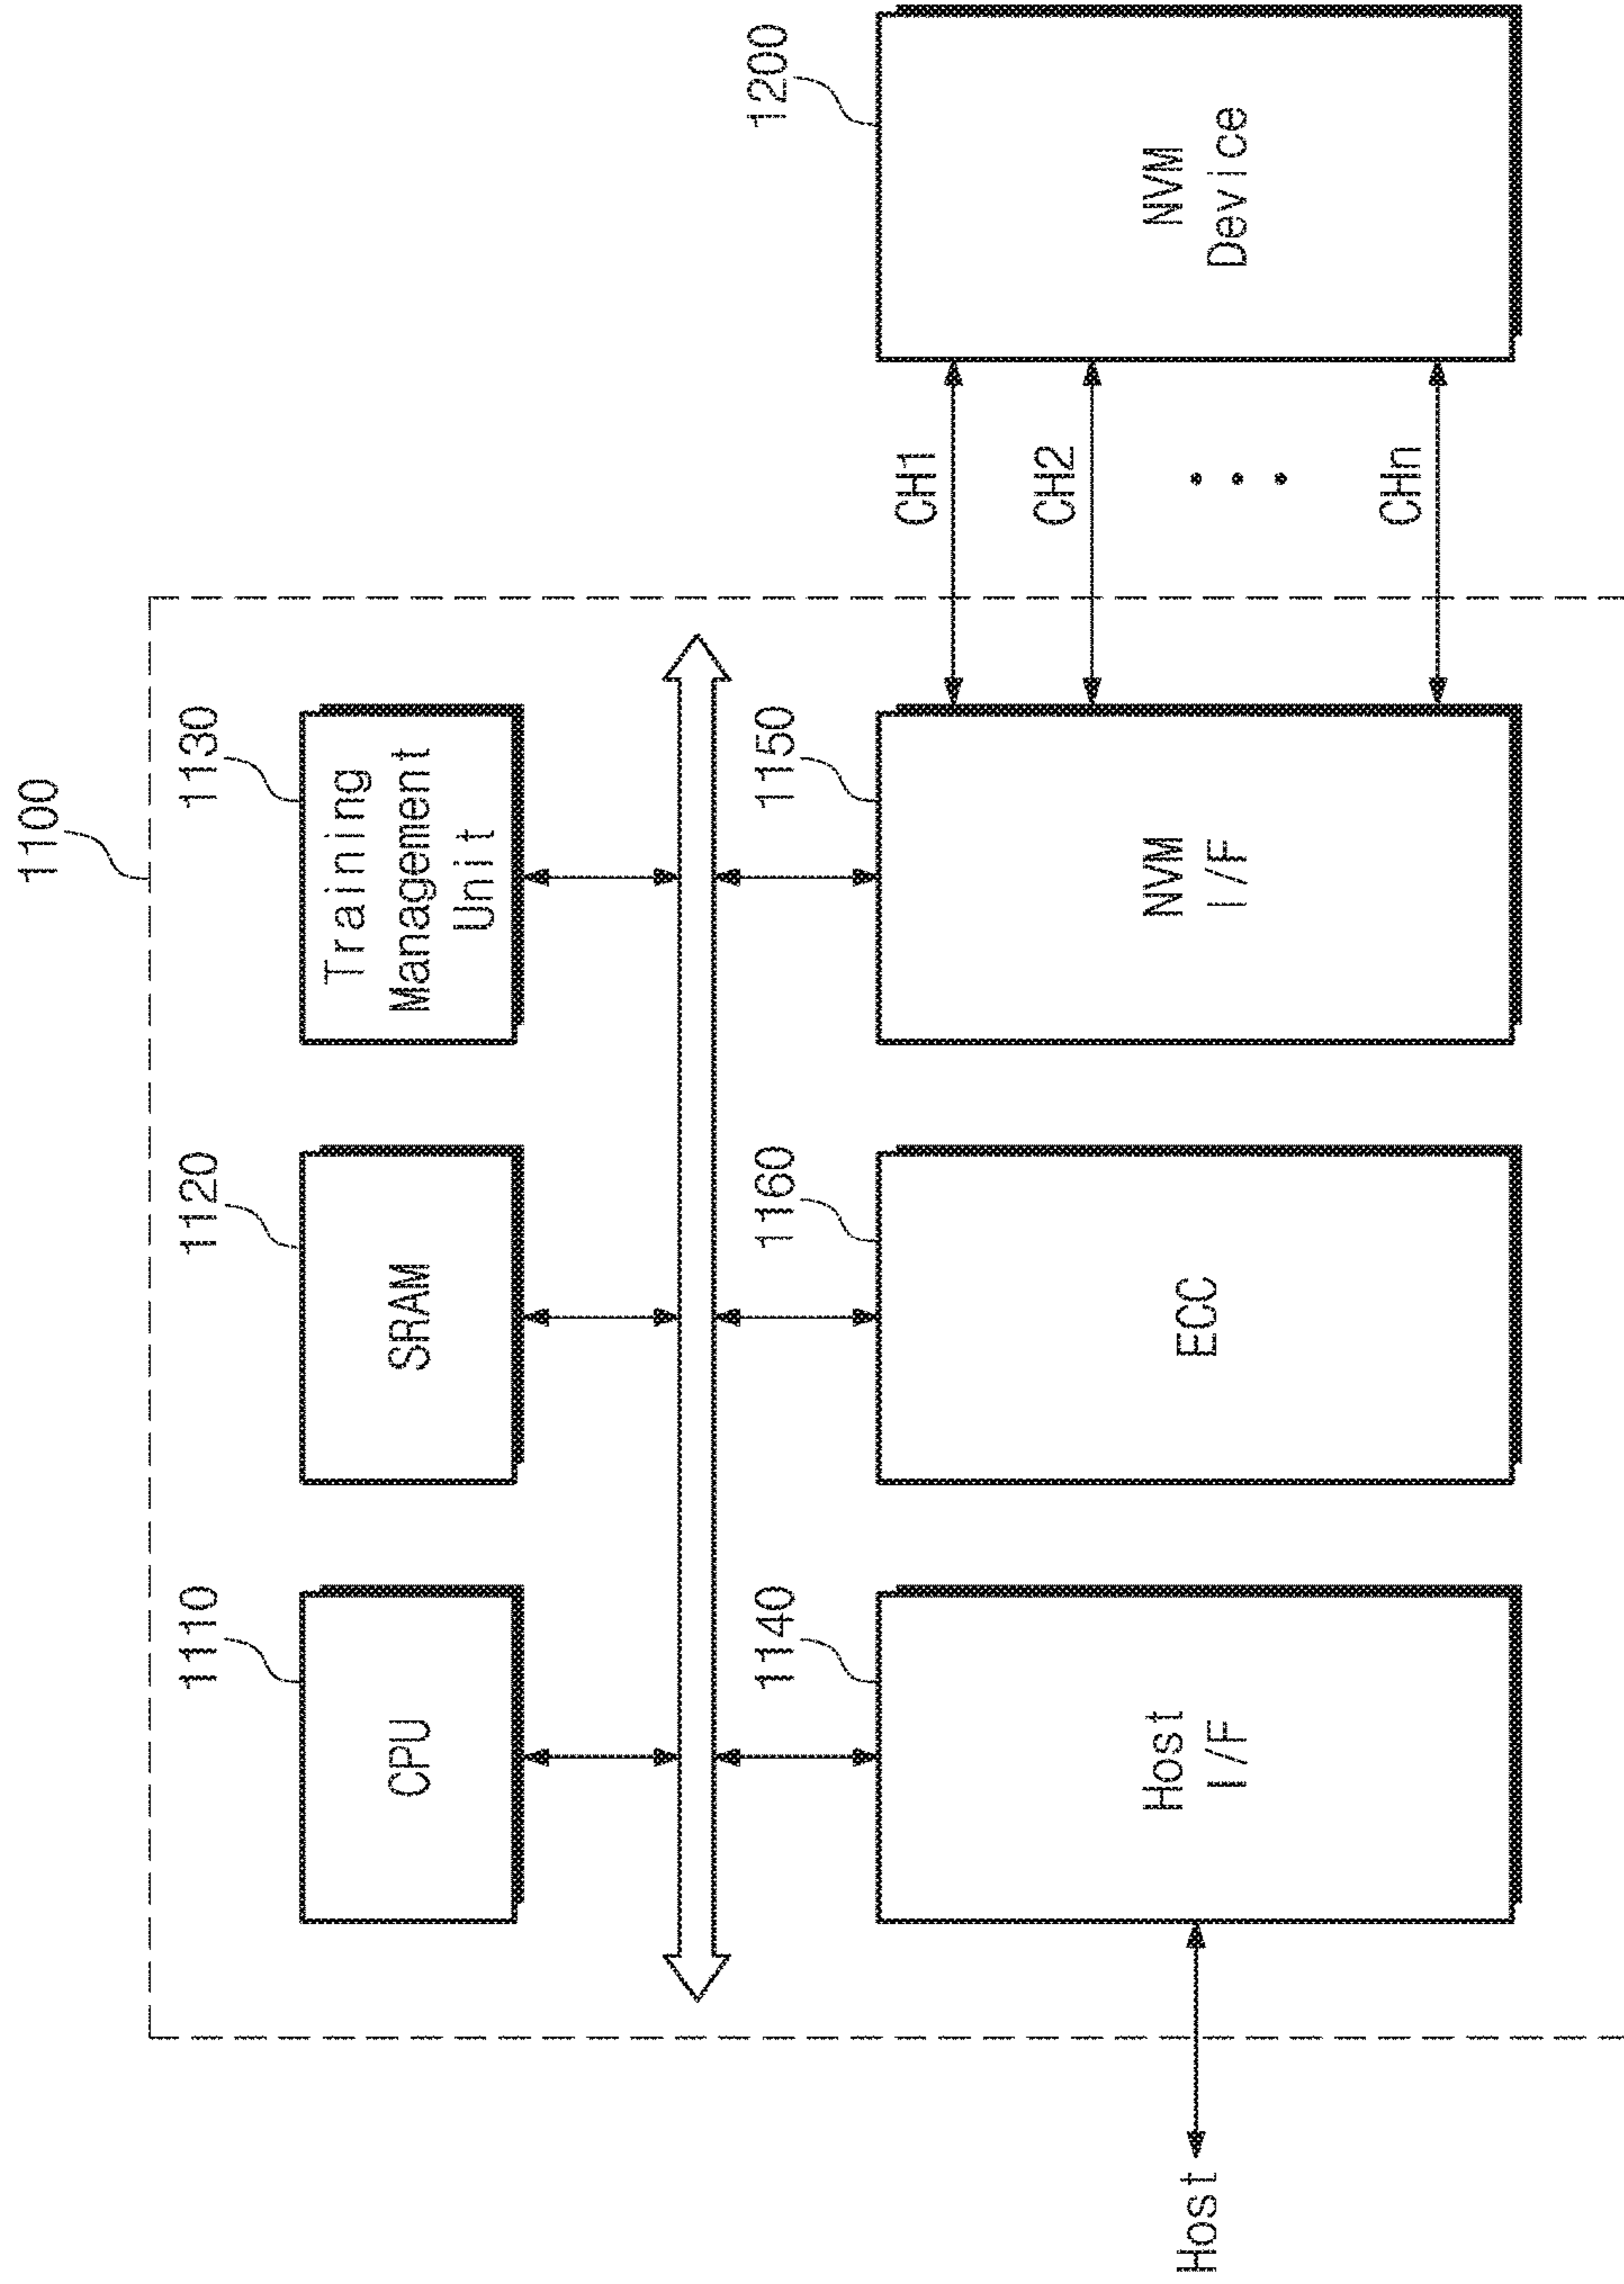 1100
1110
CPU
1120
SRAM
1130
Training
Management
Unit
1140
Host
I/F
1160
ECC
1150
NVM
I/F
1200
NVM
Device
CH1
CH2
CHn
Host